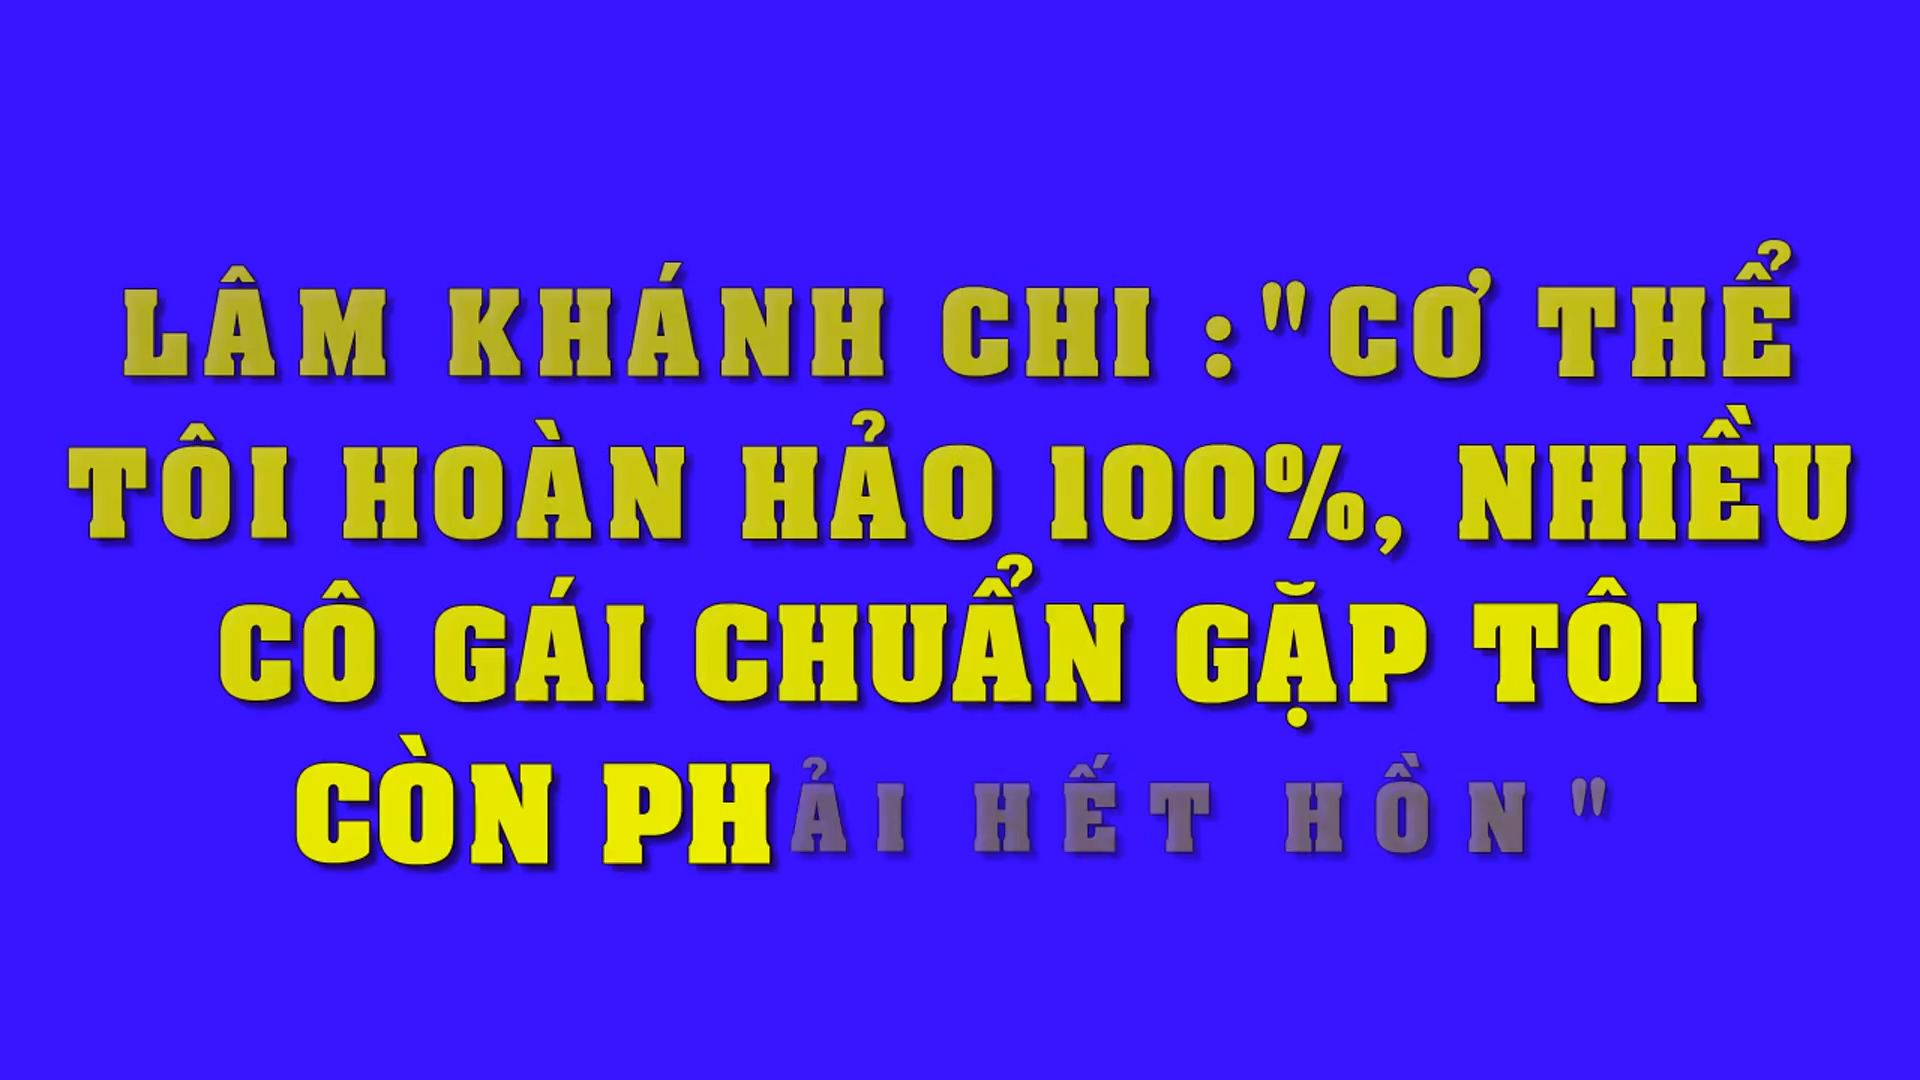 LÂM KHÁNH CHI :"CƠ THỂ
TÔI HOÀN HẢO 100%, NHIỀU
CÔ GÁI CHUẨN GẶP TÔI
CÒN PHẢI HẾT HỒN "